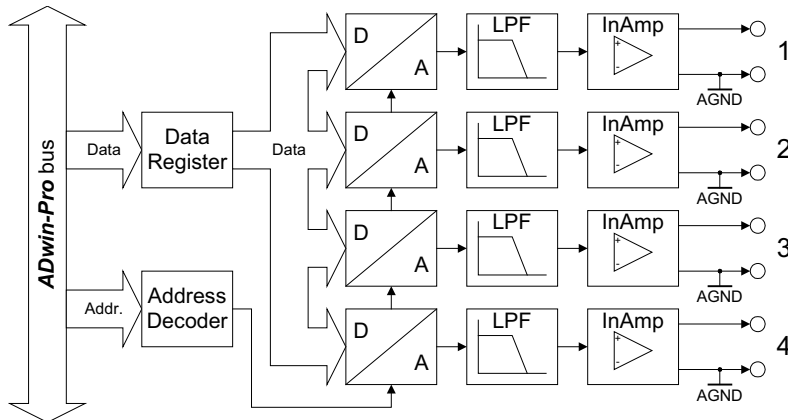 ADwin-Pro bus
Data
Data
Register
Data
Addr.
Address
Decoder
D
A
LPF
InAmp
+
-
AGND
1
D
A
LPF
InAmp
+
-
AGND
2
D
A
LPF
InAmp
+
-
AGND
3
D
A
LPF
InAmp
+
-
AGND
4